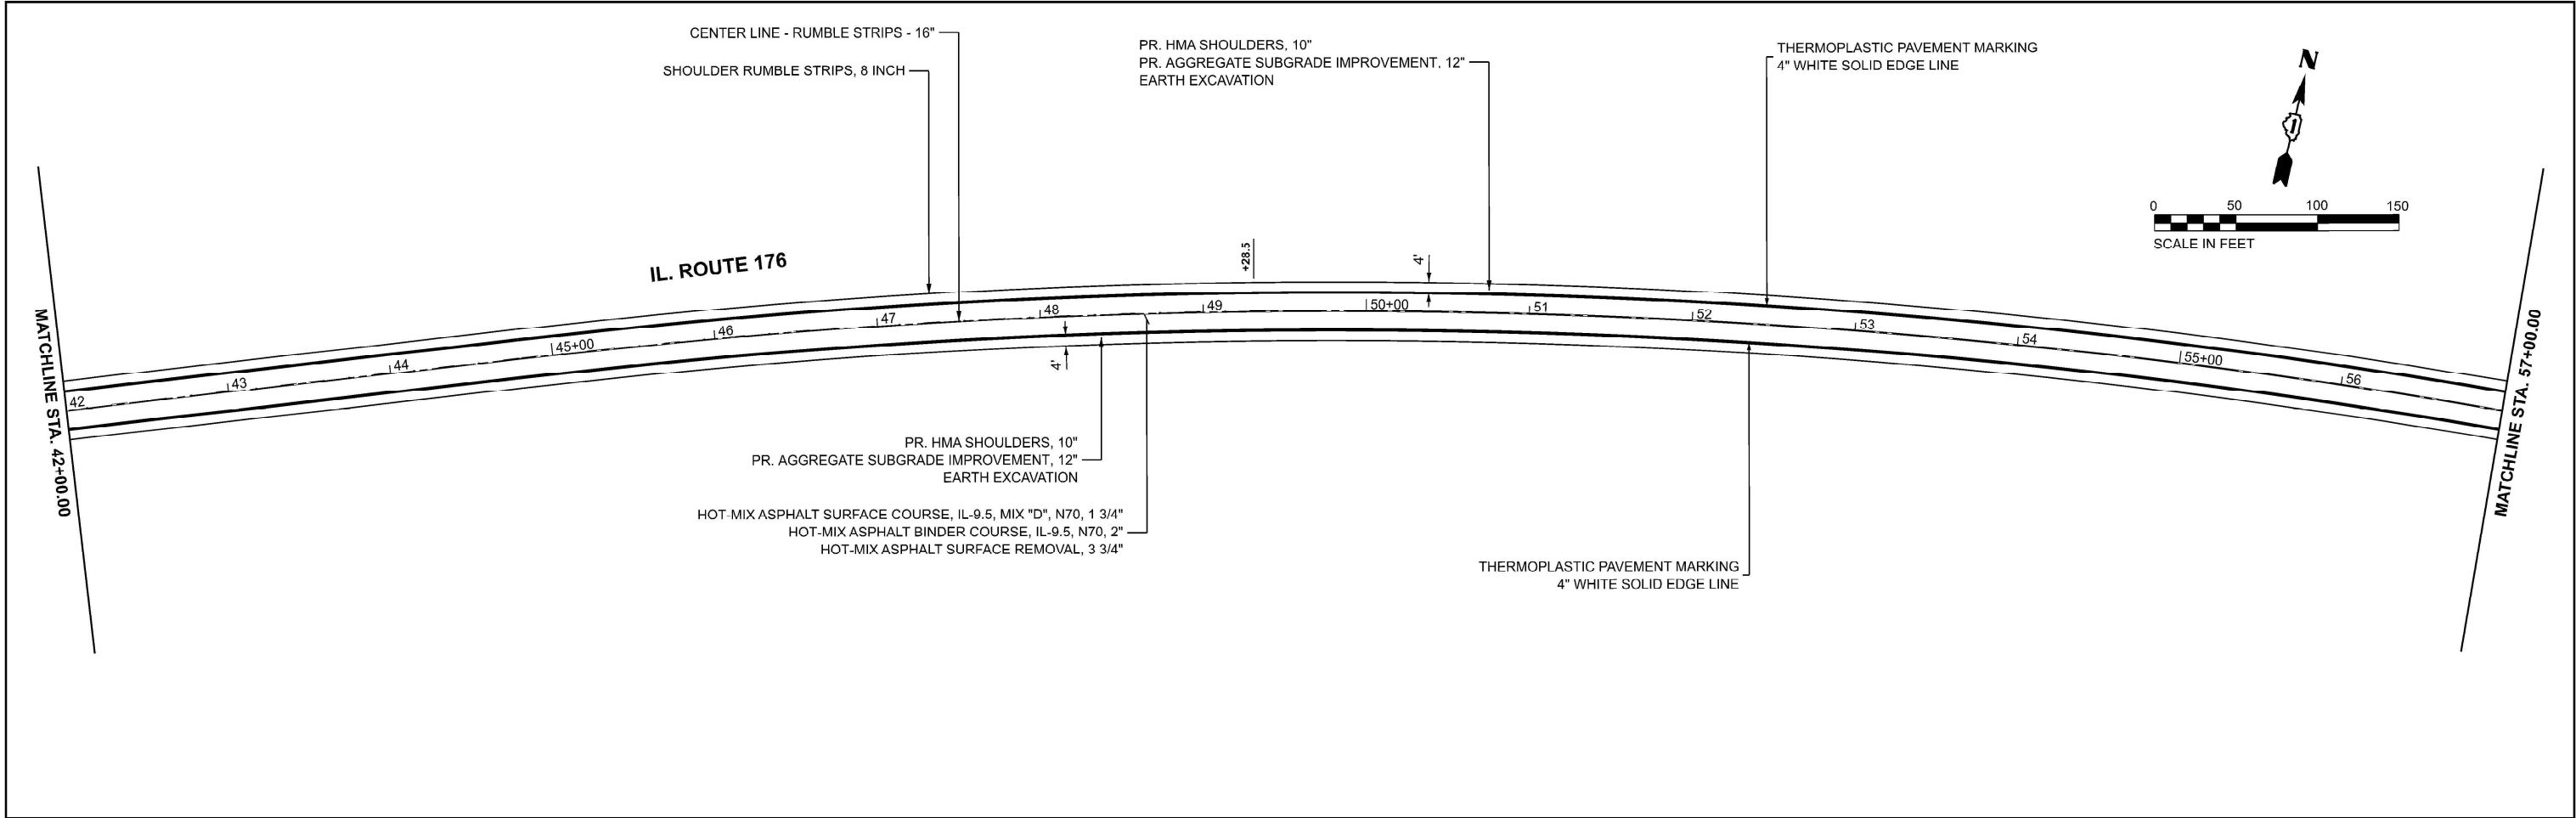 CENTER LINE - RUMBLE STRIPS - 16"
SHOULDER RUMBLE STRIPS, 8 INCH
PR. HMA SHOULDERS, 10"
PR. AGGREGATE SUBGRADE IMPROVEMENT. 12"
EARTH EXCAVATION
THERMOPLASTIC PAVEMENT MARKING
4" WHITE SOLID EDGE LINE
N
1
0 50 100 150
SCALE IN FEET
IL. ROUTE 176
+28.5
4'
MATCHLINE STA. 42+00.00
42
43
44
45+00
46
47
48
49
50+00
51
52
53
54
55+00
56
MATCHLINE STA. 57+00.00
4'
PR. HMA SHOULDERS, 10"
PR. AGGREGATE SUBGRADE IMPROVEMENT, 12"
EARTH EXCAVATION
HOT-MIX ASPHALT SURFACE COURSE, IL-9.5, MIX "D", N70, 1 3/4"
HOT-MIX ASPHALT BINDER COURSE, IL-9.5, N70, 2"
HOT-MIX ASPHALT SURFACE REMOVAL, 3 3/4"
THERMOPLASTIC PAVEMENT MARKING
4" WHITE SOLID EDGE LINE